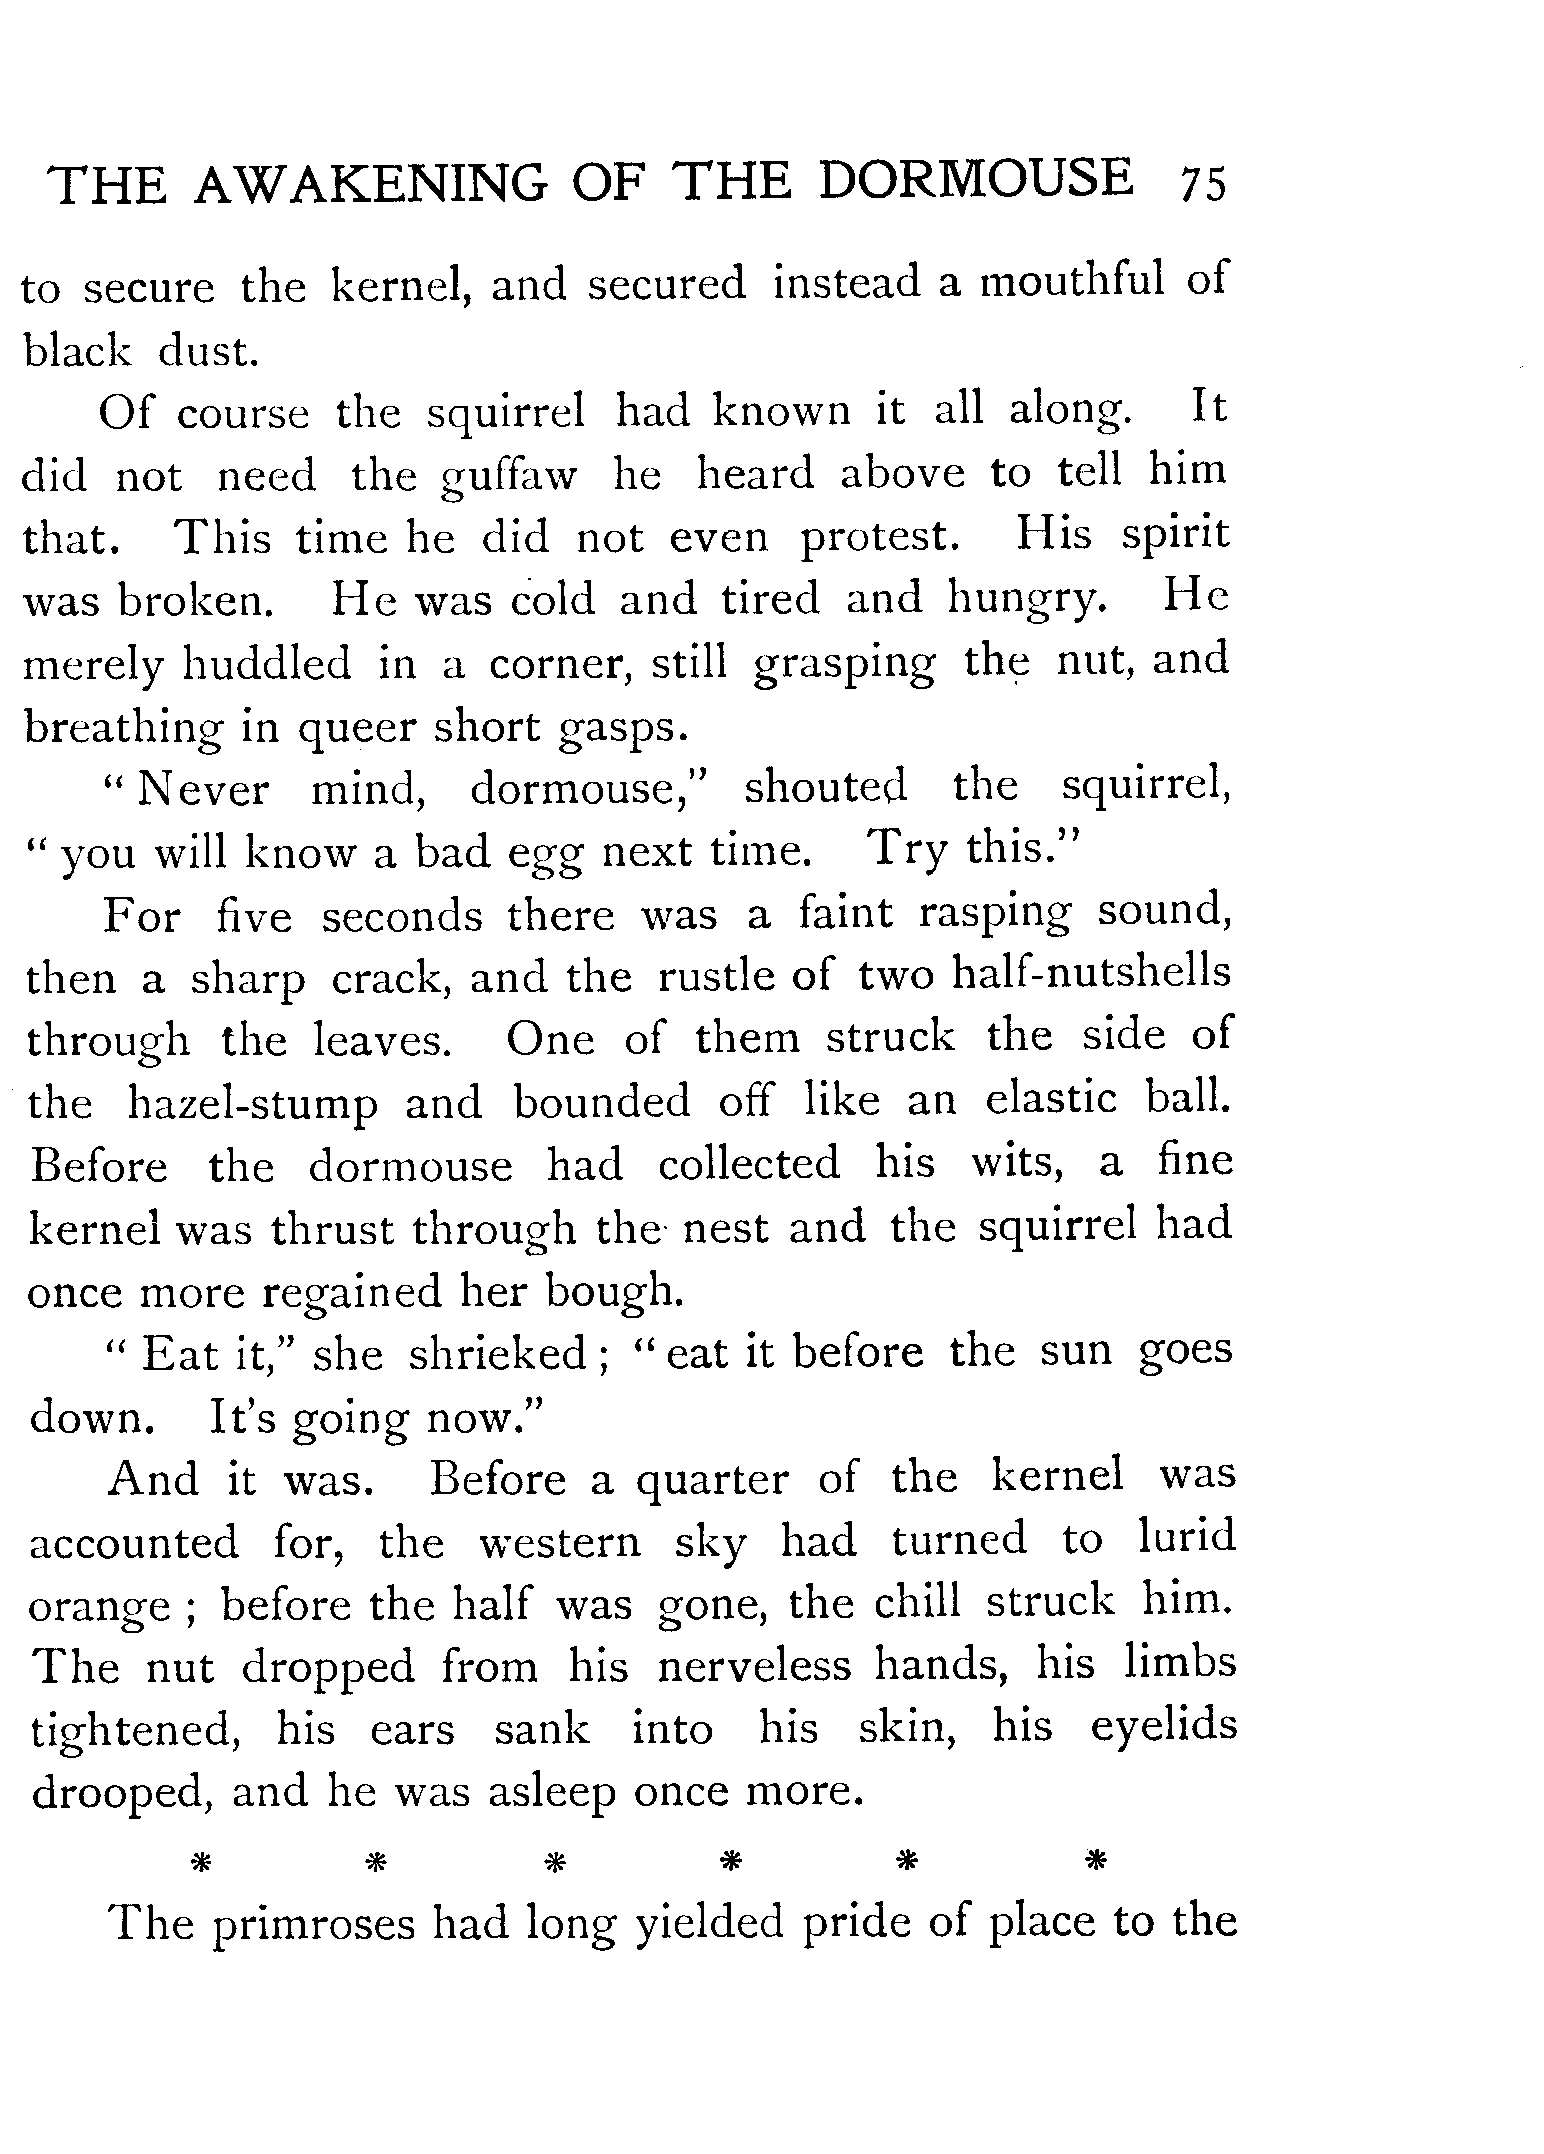 THE AWAKENING OF THE DORMOUSE 75
to secure the kernel, and secured instead a mouthful of
black dust.
Of course the squirrel had known it all along. It
did not need the guffaw he heard above to tell him
that. This time he did not even protest. His spirit
was broken. He was cold and tired and hungry. He
merely huddled in a corner, still grasping the nut, and
breathing in queer short gasps.
“Never mind, dormouse,” shouted the squirrel,
“you will know a bad egg next time. Try this.”
For five seconds there was a faint rasping sound,
then a sharp crack, and the rustle of two half-nutshells
through the leaves. One of them struck the side of
the hazel-stump and bounded off like an elastic ball.
Before the dormouse had collected his wits, a fine
kernel was thrust through the nest and the squirrel had
once more regained her bough.
“Eat it,” she shrieked; “eat it before the sun goes
down. It's going now.”
And it was. Before a quarter of the kernel was
accounted for, the western sky had turned to lurid
orange; before the half was gone, the chill struck him.
The nut dropped from his nerveless hands, his limbs
tightened, his ears sank into his skin, his eyelids
drooped, and he was asleep once more.
* * * * * *
The primroses had long yielded pride of place to the